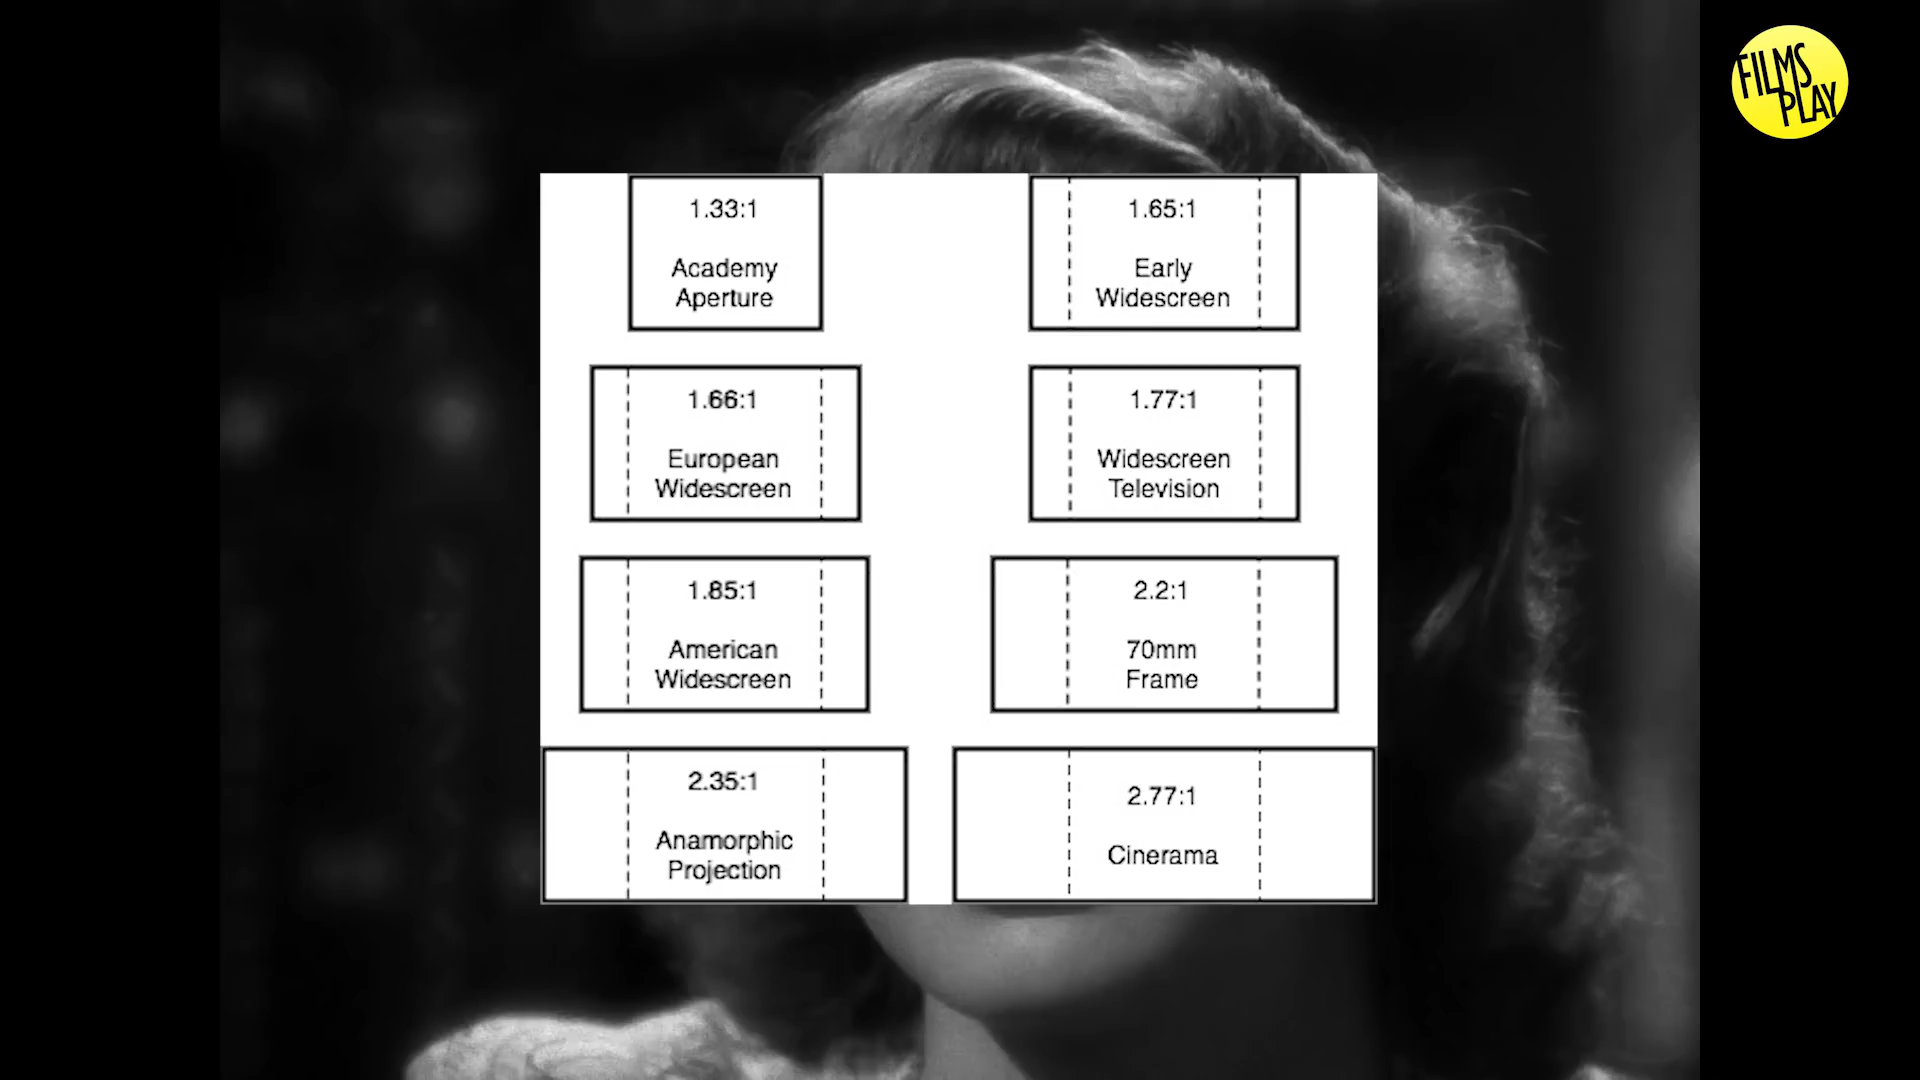 FILMS
PLAY
1.33:1
Academy
Aperture
1.65:1
Early
Widescreen
1.66:1
European
Widescreen
1.77:1
Widescreen
Television
1.85:1
American
Widescreen
2.2:1
70mm
Frame
2.35:1
Anamorphic
Projection
2.77:1
Cinerama